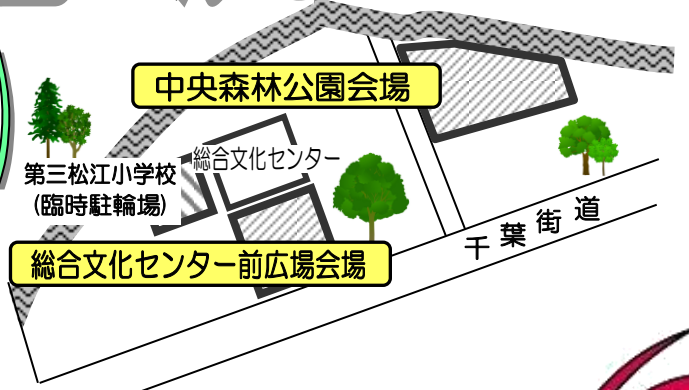 中央森林公園会場
総合文化センター
第三松江小学校
(臨時駐輪場)
総合文化センター前広場会場
千葉街道